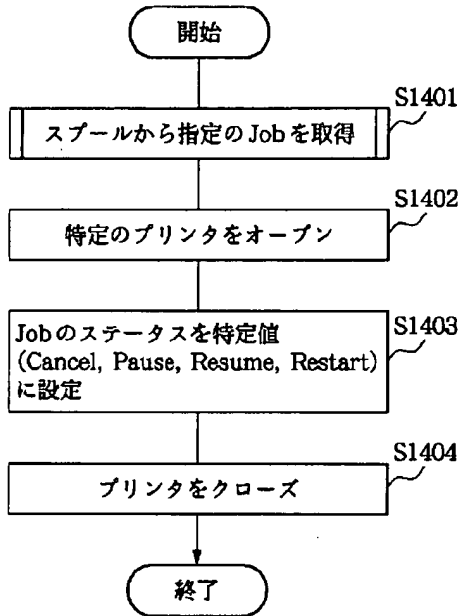 開始
S1401
スプールから指定のJobを取得
S1402
特定のプリンタをオープン
S1403
Jobのステータスを特定値
(Cancel, Pause, Resume, Restart)
に設定
S1404
プリンタをクローズ
終了